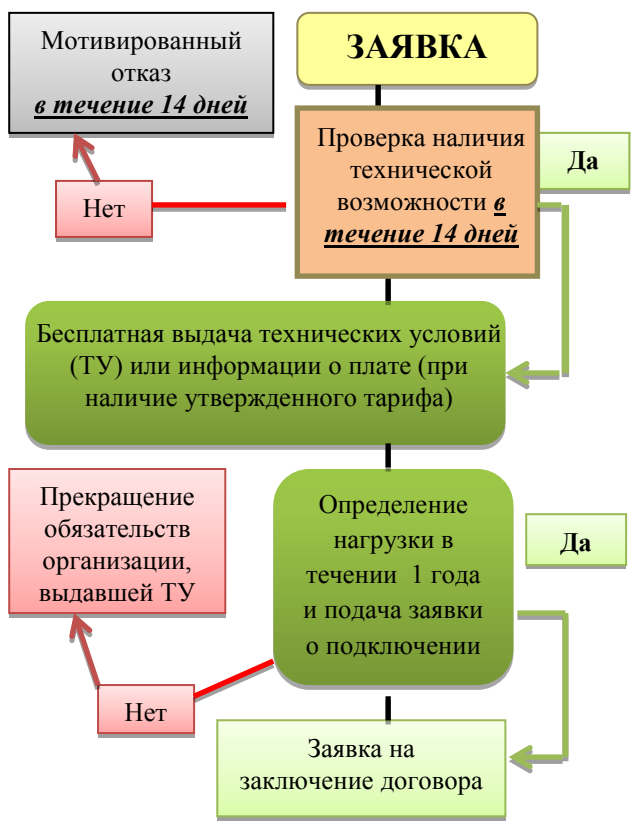 Мотивированный
отказ
в течение 14 дней
ЗАЯВКА
Проверка наличия
технической
возможности в
течение 14 дней
Да
Нет
Бесплатная выдача технических условий
(ТУ) или информации о плате (при
наличие утвержденного тарифа)
Прекращение
обязательств
организации,
выдавшей ТУ
Определение
нагрузки в
течении 1 года
и подача заявки
о подключении
Да
Нет
Заявка на
заключение договора